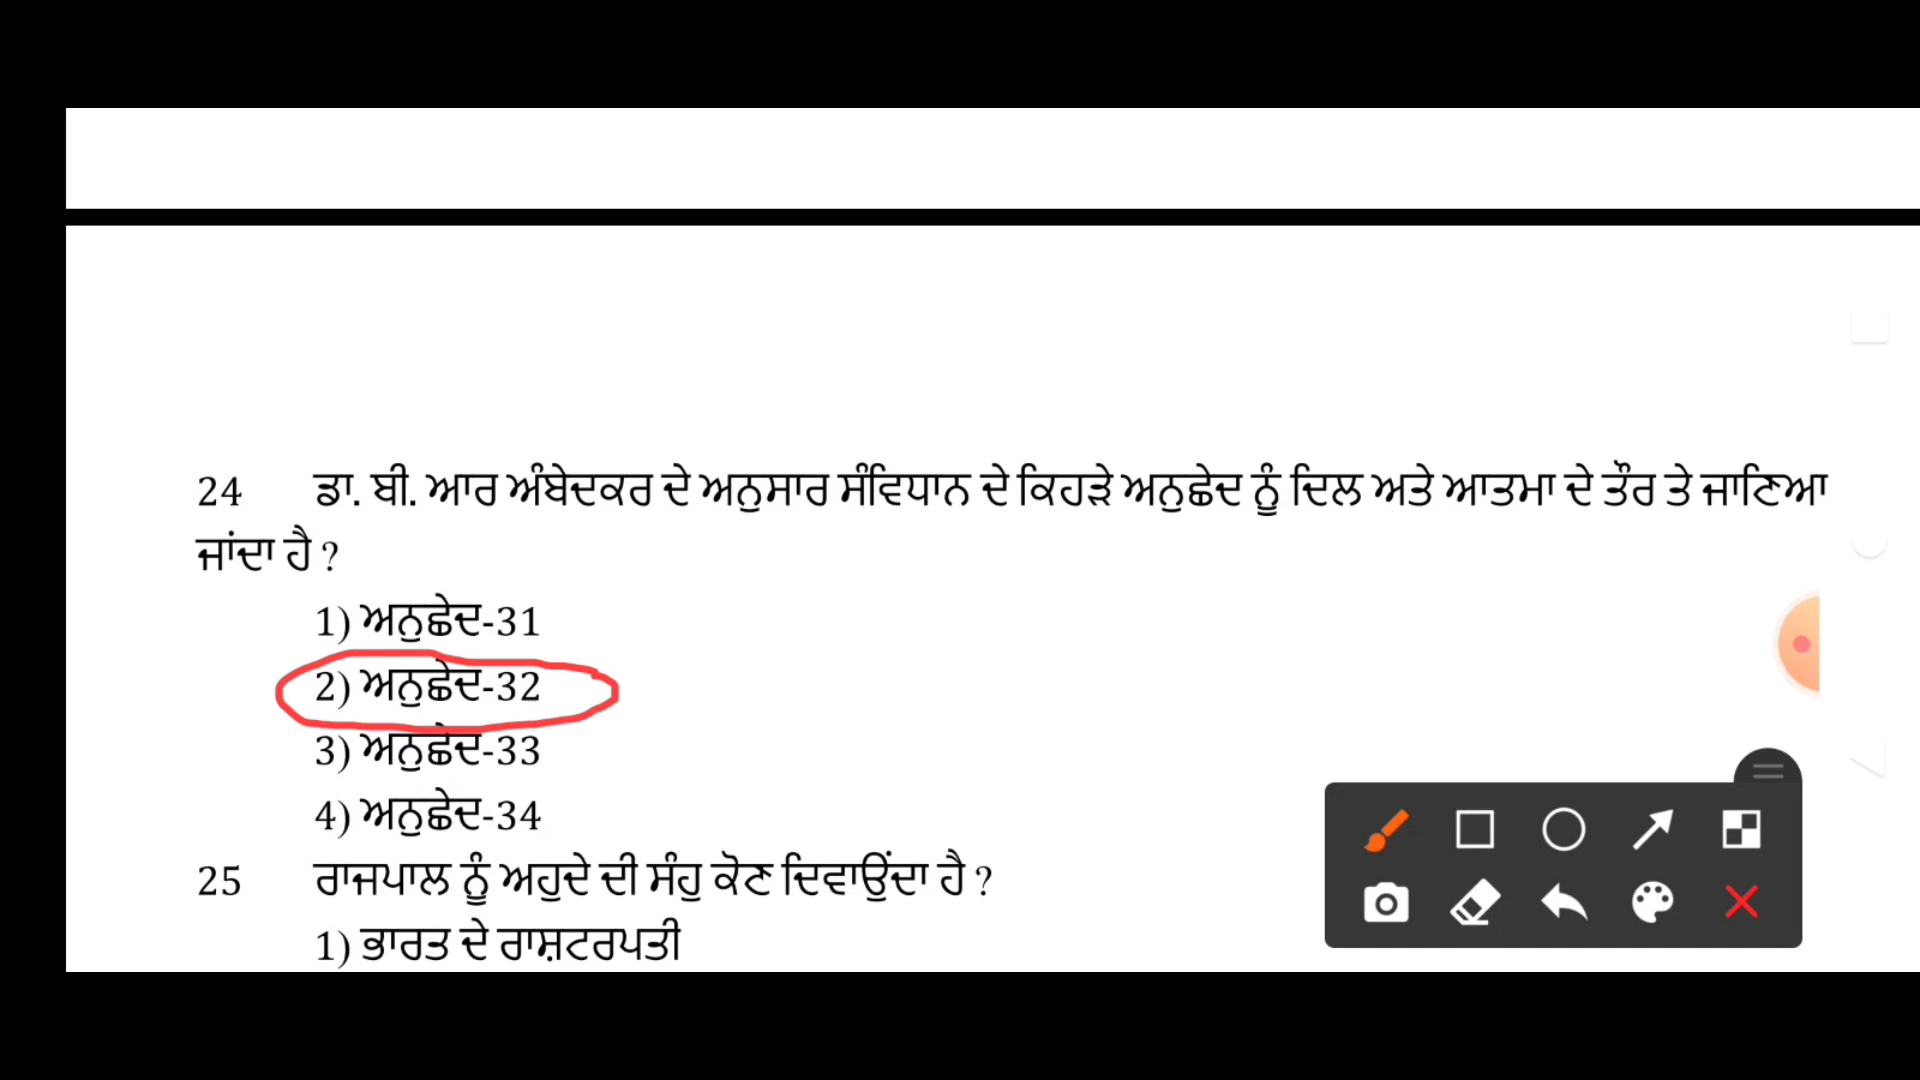 24 ਡਾ. ਬੀ. ਆਰ ਅੰਬੇਦਕਰ ਦੇ ਅਨੁਸਾਰ ਸੰਵਿਧਾਨ ਦੇ ਕਿਹੜੇ ਅਨੁਛੇਦ ਨੂੰ ਦਿਲ ਅਤੇ ਆਤਮਾ ਦੇ ਤੌਰ ਤੇ ਜਾਣਿਆ
ਜਾਂਦਾ ਹੈ ?
1) ਅਨੁਛੇਦ-31
2) ਅਨੁਛੇਦ-32
3) ਅਨੁਛੇਦ-33
4) ਅਨੁਛੇਦ-34
25 ਰਾਜਪਾਲ ਨੂੰ ਅਹੁਦੇ ਦੀ ਸੰਹੁ ਕੋਣ ਦਿਵਾਉਂਦਾ ਹੈ ?
1) ਭਾਰਤ ਦੇ ਰਾਸ਼ਟਰਪਤੀ